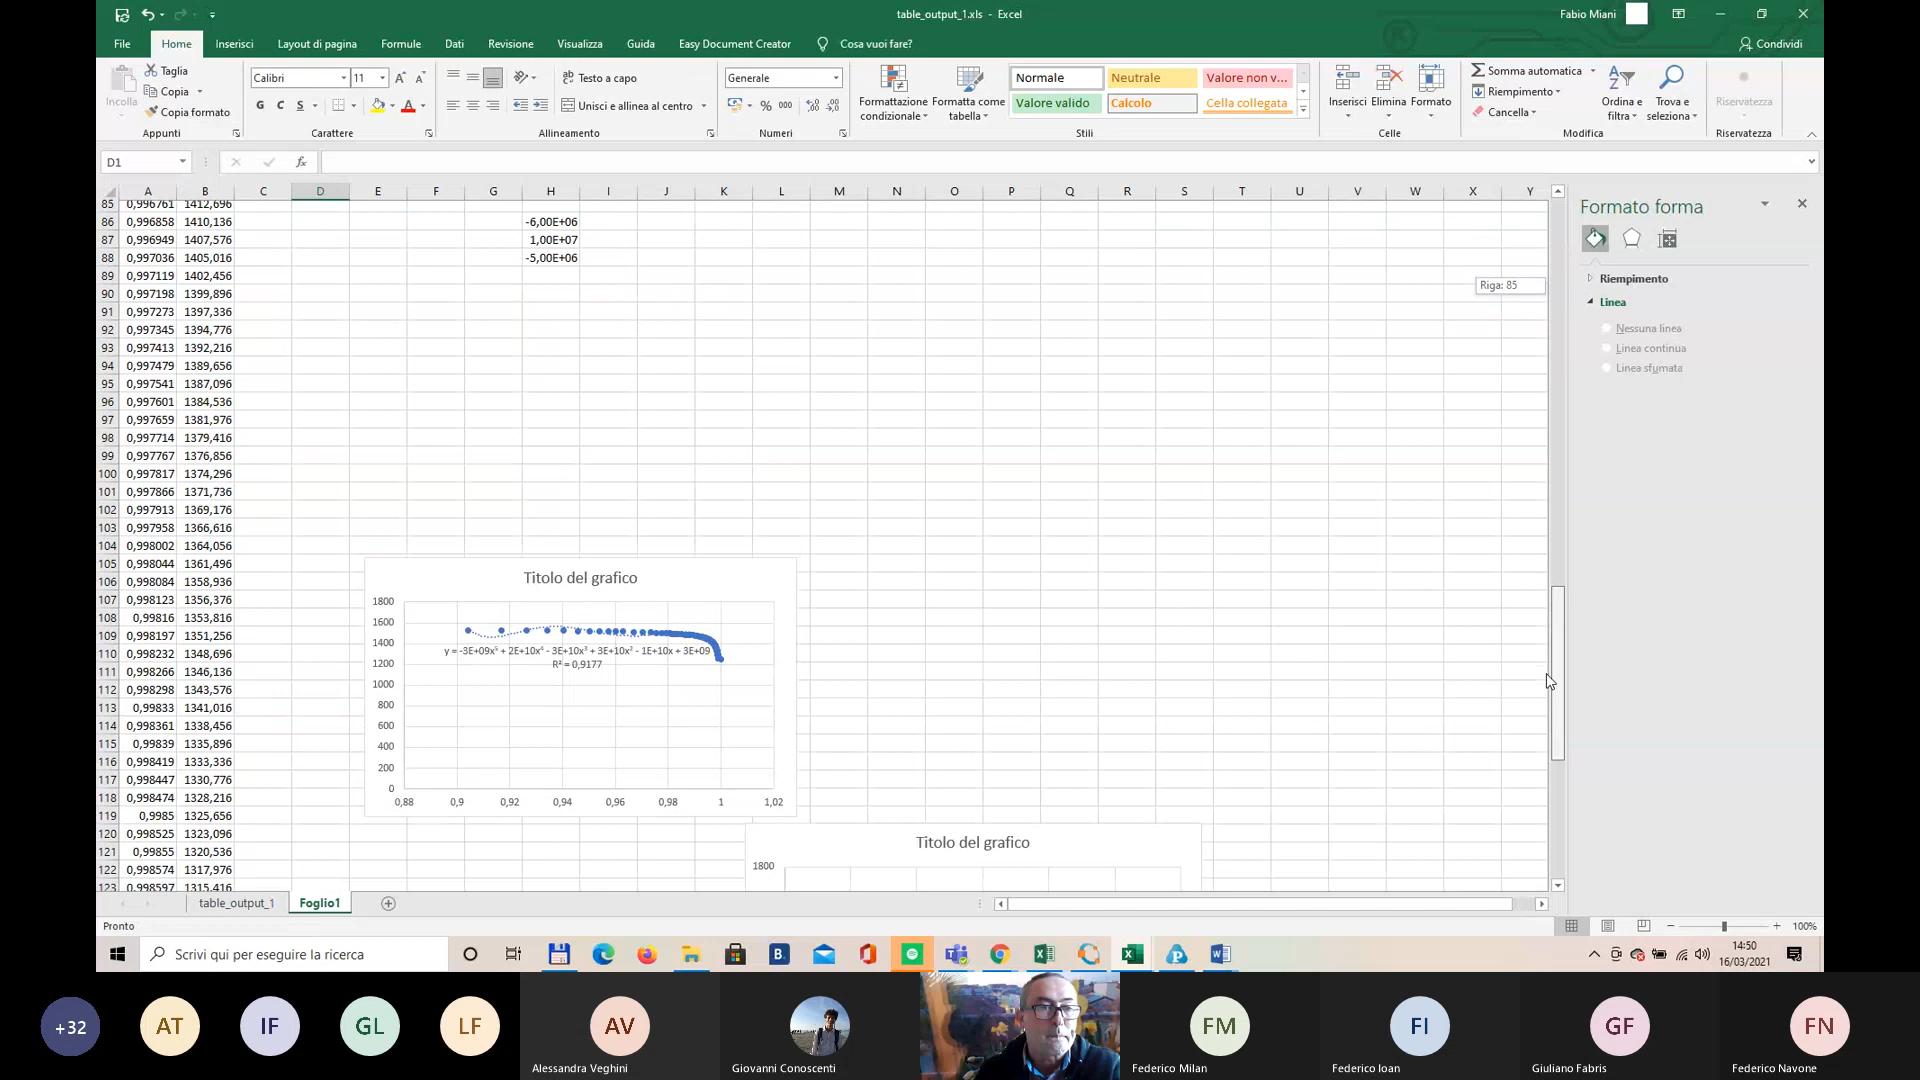 table_output_1.xls - Excel
Fabio Miani
File Home Inserisci Layout di pagina Formule Dati Revisione Visualizza Guida Easy Document Creator Cosa vuoi fare? Condividi
Incolla
Taglia
Copia
Copia formato
Appunti
Calibri 11
G C S
Carattere
Testo a capo
Unisci e allinea al centro
Allineamento
Generale
% 000
Numeri
Formattazione condizionale
Formatta come tabella
Normale Neutrale Valore non v...
Valore valido Calcolo Cella collegata
Stili
Inserisci Elimina Formato
Celle
Somma automatica
Riempimento
Cancella
Ordina e filtra
Trova e seleziona
Modifica
Riservatezza
Riservatezza
D1
fx
A B C D E F G H I J K L M N O P Q R S T U V W X Y
85 0,996761 1412,696
86 0,996858 1410,136 -6,00E+06
87 0,996949 1407,576 1,00E+07
88 0,997036 1405,016 -5,00E+06
89 0,997119 1402,456
90 0,997198 1399,896
91 0,997273 1397,336
92 0,997345 1394,776
93 0,997413 1392,216
94 0,997479 1389,656
95 0,997541 1387,096
96 0,997601 1384,536
97 0,997659 1381,976
98 0,997714 1379,416
99 0,997767 1376,856
100 0,997817 1374,296
101 0,997866 1371,736
102 0,997913 1369,176
103 0,997958 1366,616
104 0,998002 1364,056
105 0,998044 1361,496
106 0,998084 1358,936
107 0,998123 1356,376
108 0,99816 1353,816
109 0,998197 1351,256
110 0,998232 1348,696
111 0,998266 1346,136
112 0,998298 1343,576
113 0,99833 1341,016
114 0,998361 1338,456
115 0,99839 1335,896
116 0,998419 1333,336
117 0,998447 1330,776
118 0,998474 1328,216
119 0,9985 1325,656
120 0,998525 1323,096
121 0,99855 1320,536
122 0,998574 1317,976
123 0,998597 1315,416
Titolo del grafico
1800
1600
1400
1200
1000
800
600
400
200
0
y = -3E+09x⁵ + 2E+10x⁴ - 3E+10x³ + 3E+10x² - 1E+10x + 3E+09
R² = 0,9177
0,88 0,9 0,92 0,94 0,96 0,98 1 1,02
Titolo del grafico
1800
Riga: 85
Formato forma
Riempimento
Linea
Nessuna linea
Linea continua
Linea sfumata
table_output_1 Foglio1
Pronto
100%
Scrivi qui per eseguire la ricerca
14:50
16/03/2021
+32
AT
IF
GL
LF
AV
Alessandra Veghini
Giovanni Conoscenti
FM
Federico Milan
FI
Federico Ioan
GF
Giuliano Fabris
FN
Federico Navone